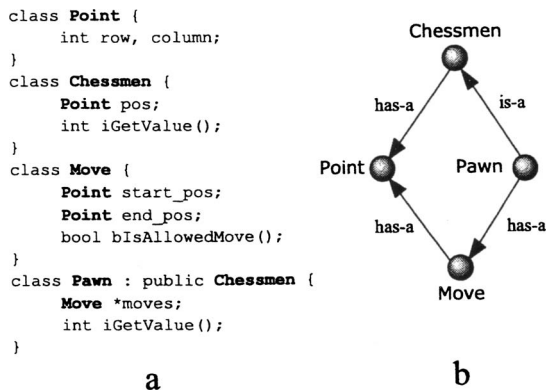 class Point {
int row, column;
}
class Chessmen {
Point pos;
int iGetValue();
}
class Move {
Point start_pos;
Point end_pos;
bool bIsAllowedMove();
}
class Pawn : public Chessmen {
Move *moves;
int iGetValue();
}
a
Chessmen
has-a
is-a
Point
Pawn
has-a
has-a
Move
b